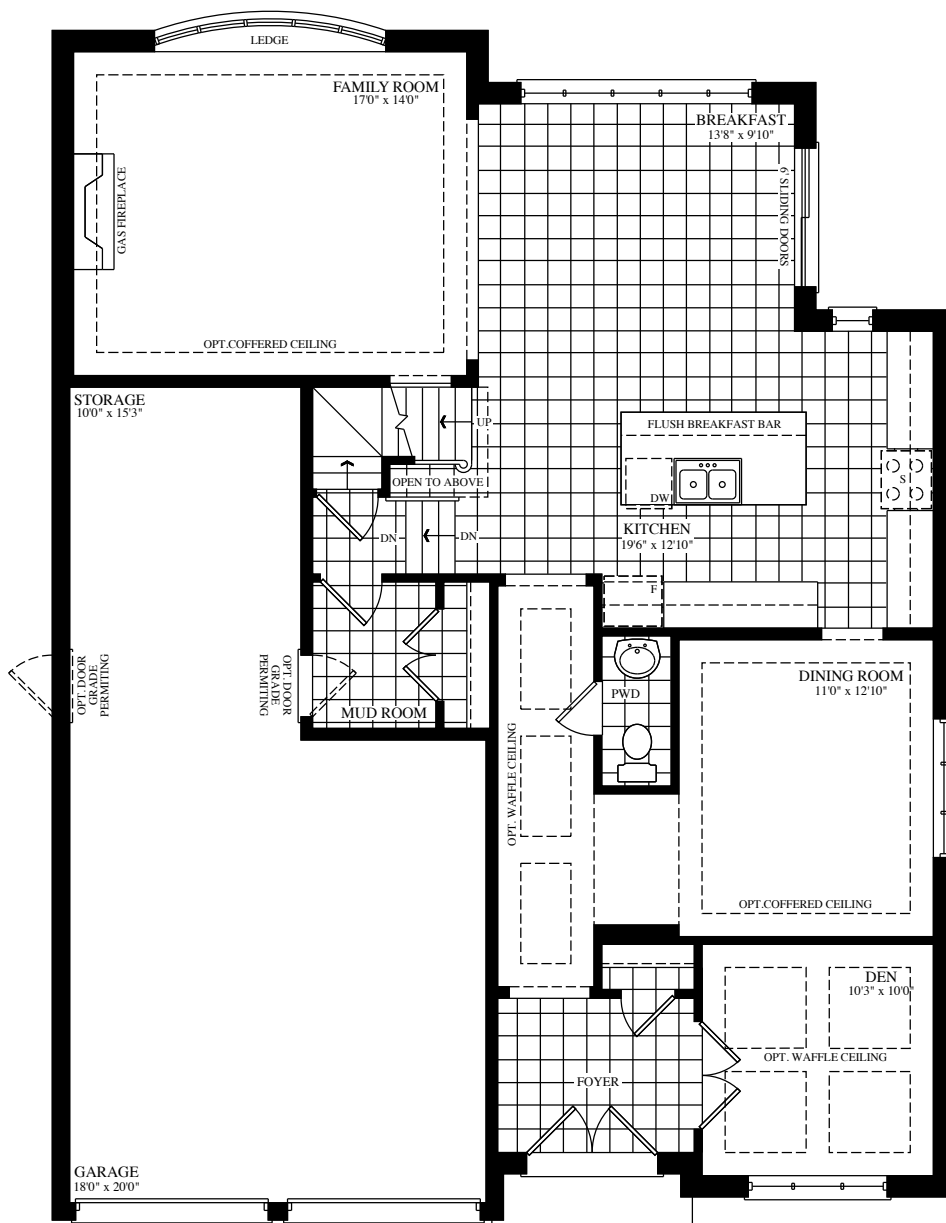 LEDGE
FAMILY ROOM
17'0" x 14'0"
BREAKFAST
13'8" x 9'10"
GAS FIREPLACE
6' SLIDING DOORS
OPT.COFFERED CEILING
STORAGE
10'0" x 15'3"
UP
FLUSH BREAKFAST BAR
OPEN TO ABOVE
S
DW
KITCHEN
19'6" x 12'10"
DN
DN
F
OPT. DOOR
GRADE
PERMITING
OPT. DOOR
GRADE
PERMITING
MUD ROOM
PWD
DINING ROOM
11'0" x 12'10"
OPT. WAFFLE CEILING
OPT.COFFERED CEILING
DEN
10'3" x 10'0"
OPT. WAFFLE CEILING
FOYER
GARAGE
18'0" x 20'0"